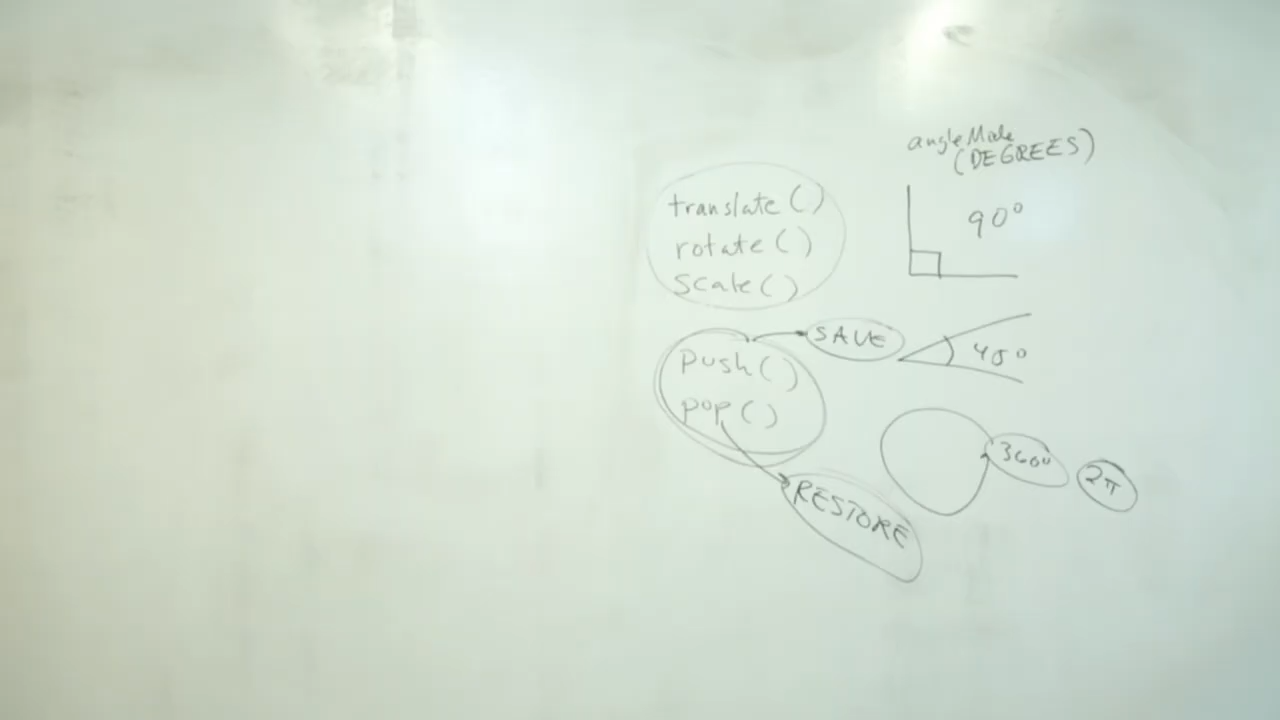 angleMode
(DEGREES)
translate ( )
rotate ( )
scale ( )
90°
push ( )
pop ( )
SAVE
45°
360°
2π
RESTORE